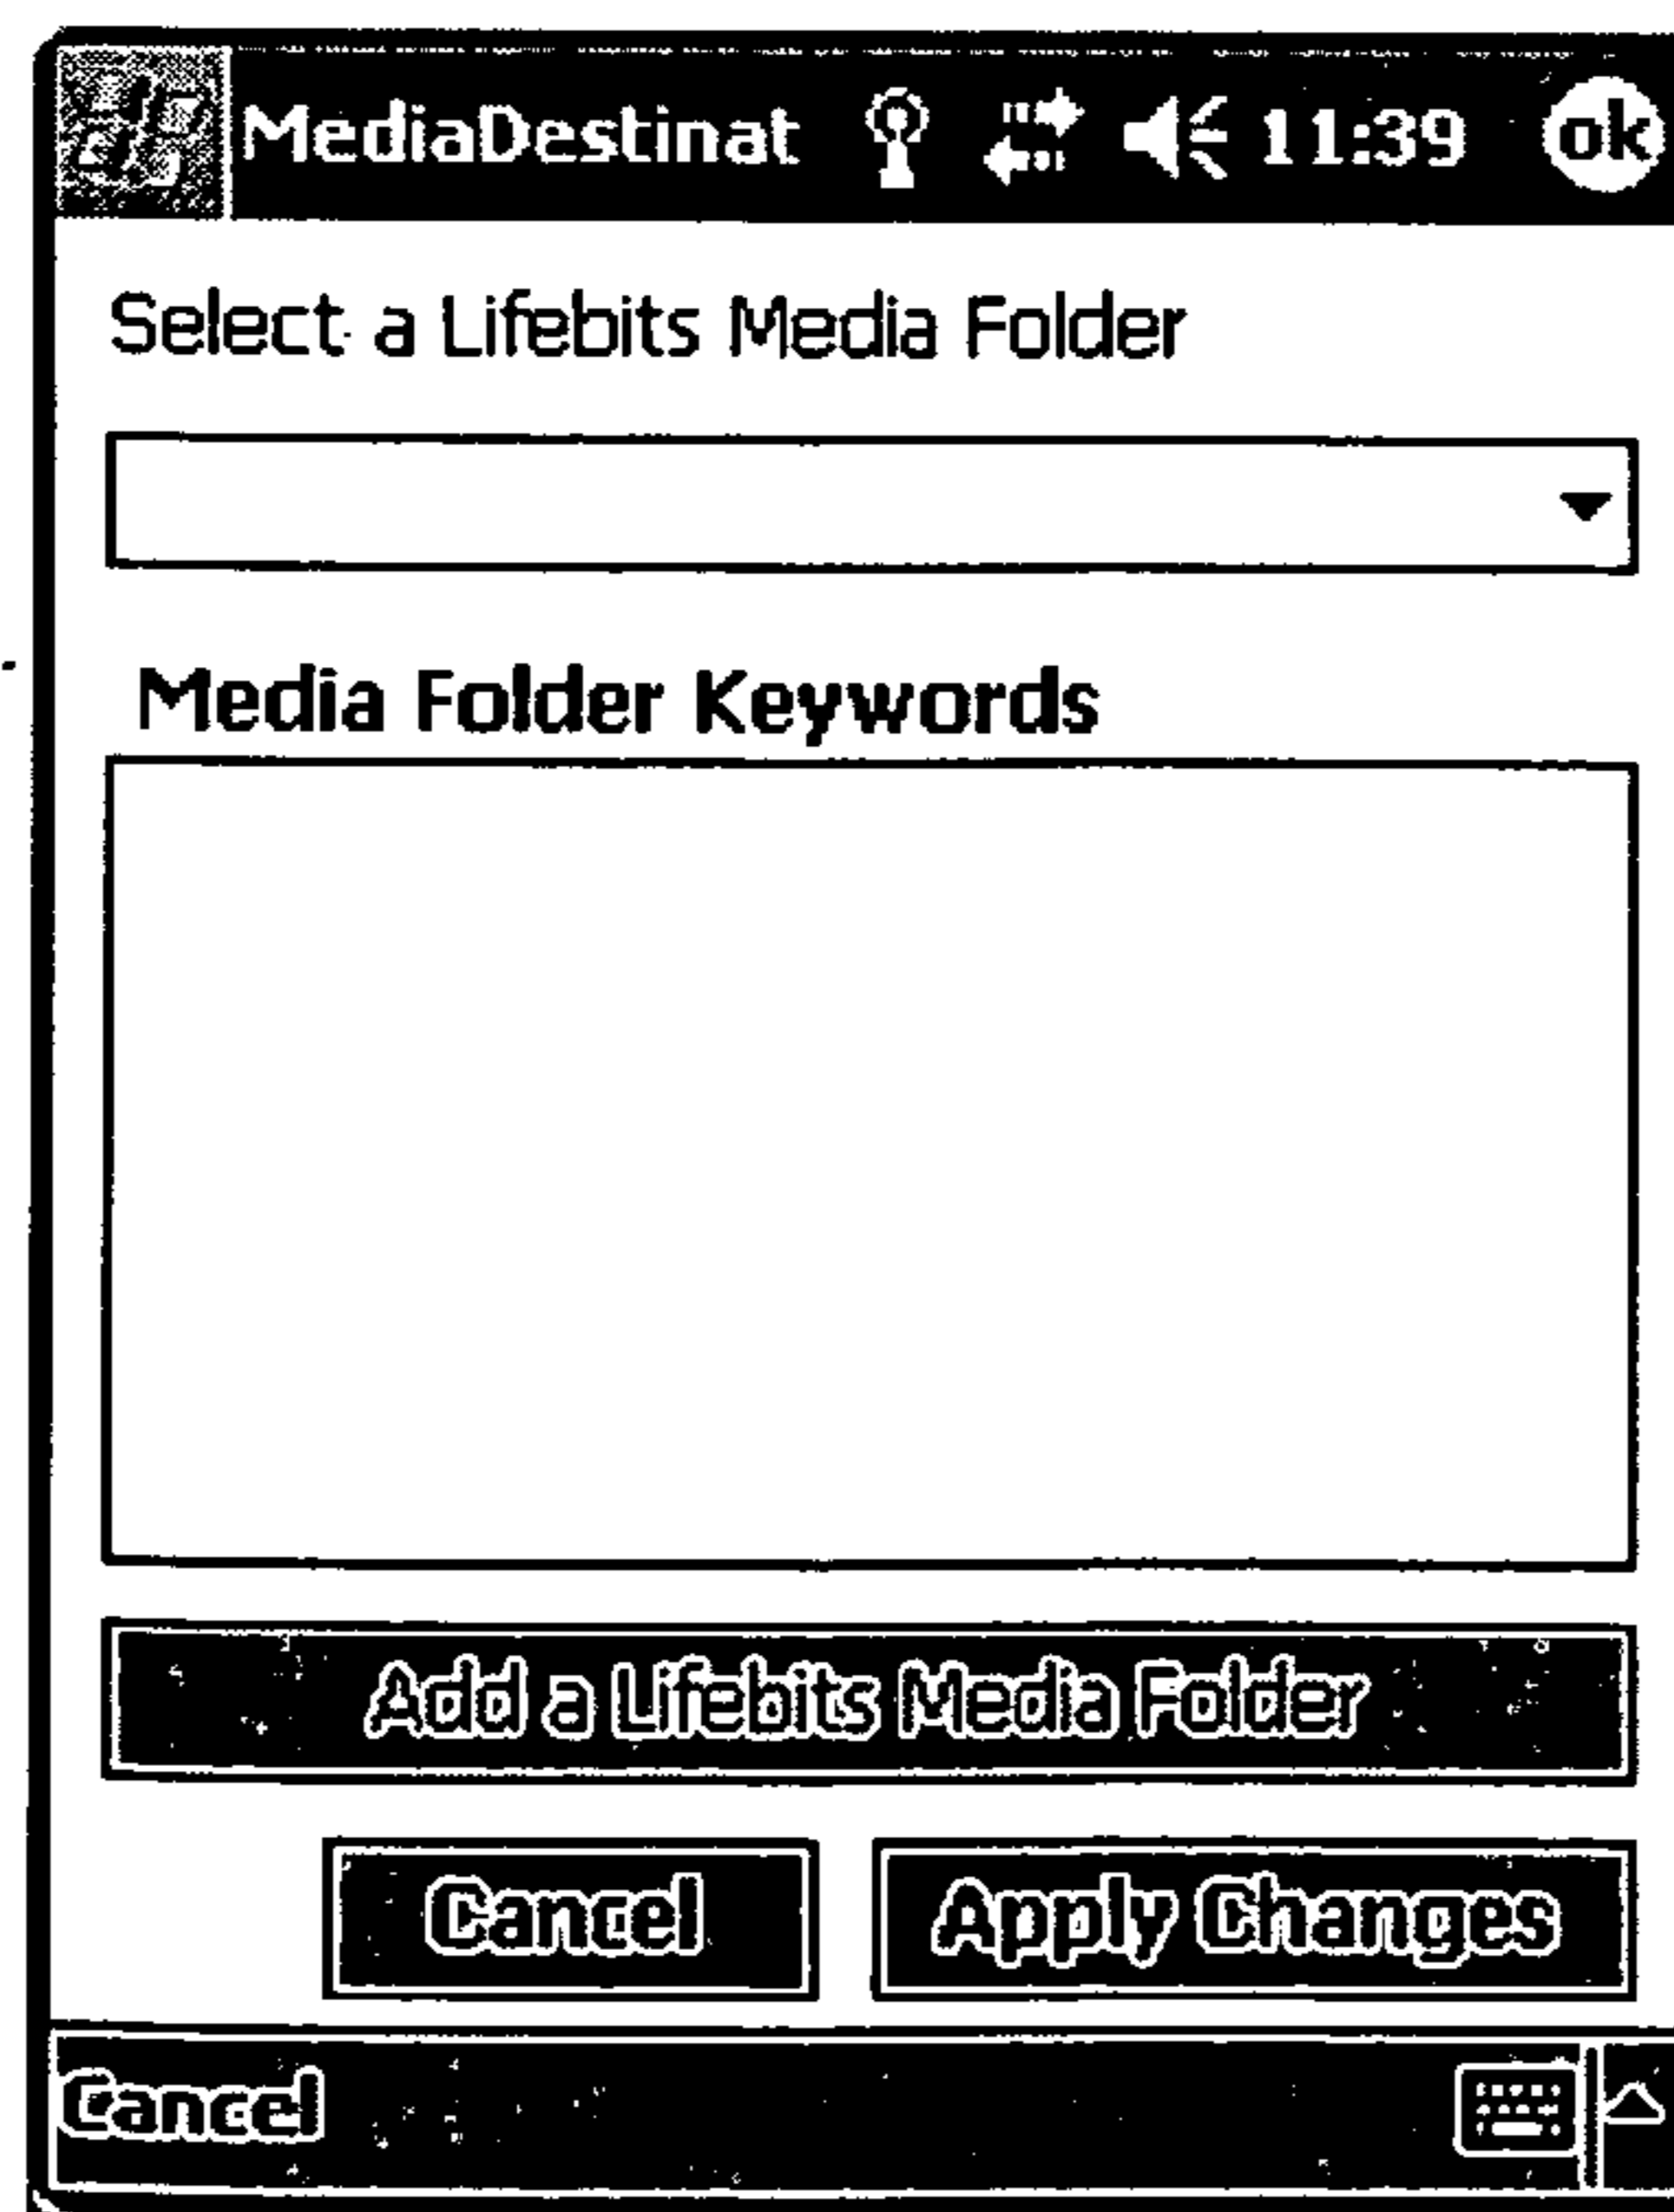 MediaDestinat 11:39 ok
Select a Lifebits Media Folder
Media Folder Keywords
Add a Lifebits Media Folder
Cancel Apply Changes
Cancel